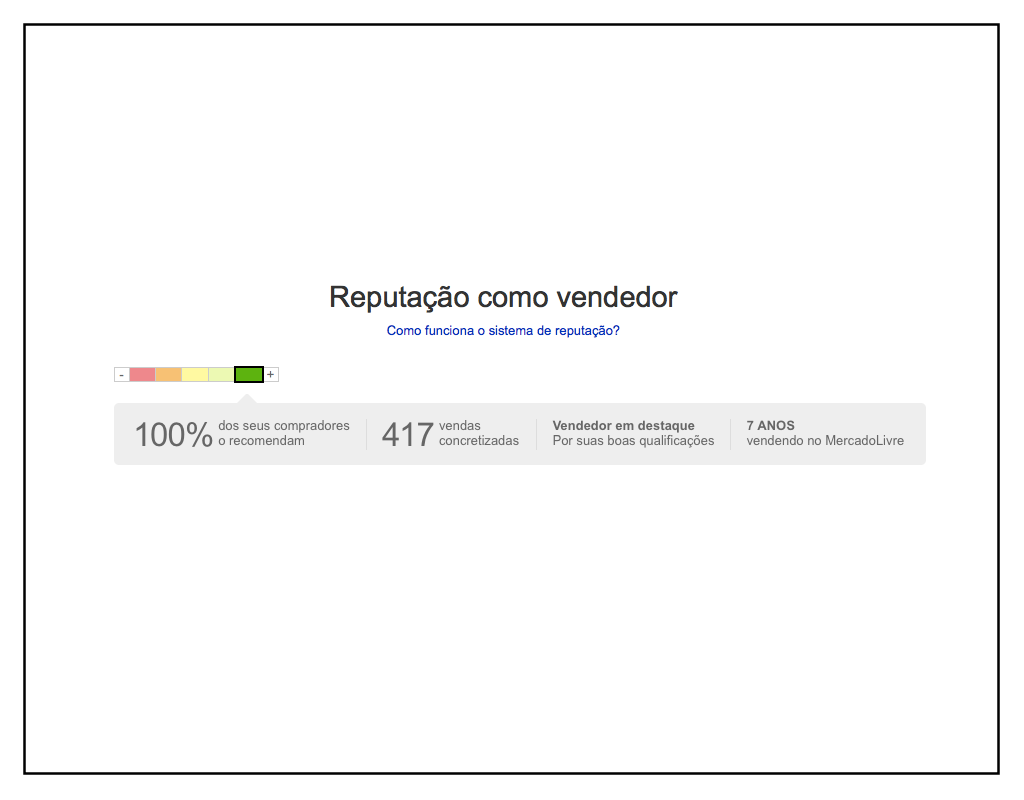 Reputação como vendedor
Como funciona o sistema de reputação?
- +
100% dos seus compradores
o recomendam
417 vendas
concretizadas
Vendedor em destaque
Por suas boas qualificações
7 ANOS
vendendo no MercadoLivre